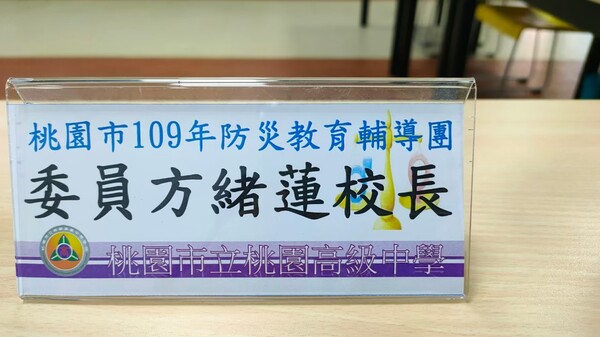 桃園市109年防災教育輔導團
委員方緒蓮校長
桃園市立桃園高級中學